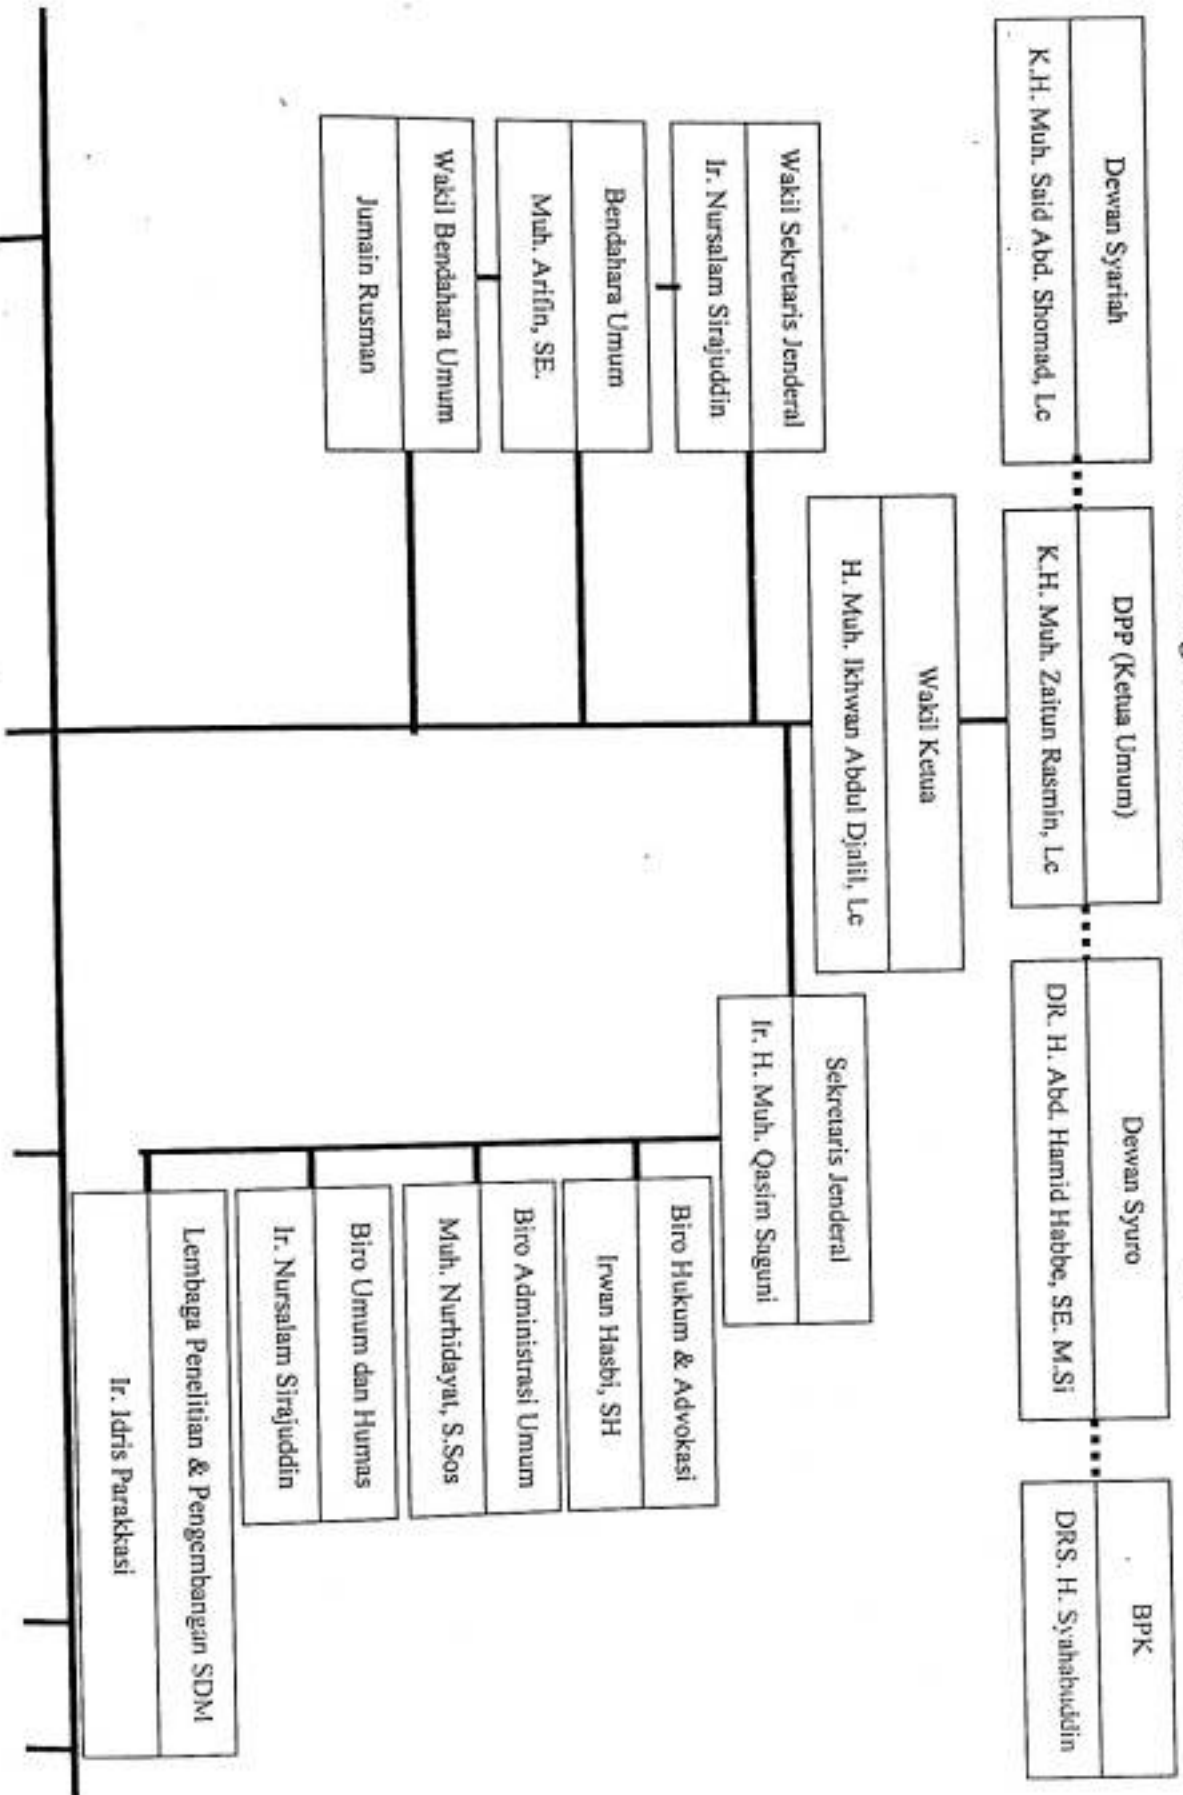 Dewan Syariah
K.H. Muh. Said Abd. Shomad, Lc
DPP (Ketua Umum)
K.H. Muh. Zaitun Rasmin, Lc
Dewan Syuro
DR. H. Abd. Hamid Habbe, SE. M.Si
BPK
DRS. H. Syahabuddin
Wakil Ketua
H. Muh. Ikhwan Abdul Djalil, Lc
Sekretaris Jenderal
Ir. H. Muh. Qasim Saguni
Wakil Sekretaris Jenderal
Ir. Nursalam Sirajuddin
Bendahara Umum
Muh. Arifin, SE.
Wakil Bendahara Umum
Jumain Rusman
Biro Hukum & Advokasi
Irwan Hasbi, SH
Biro Administrasi Umum
Muh. Nurhidayat, S.Sos
Biro Umum dan Humas
Ir. Nursalam Sirajuddin
Lembaga Penelitian & Pengembangan SDM
Ir. Idris Parakkasi